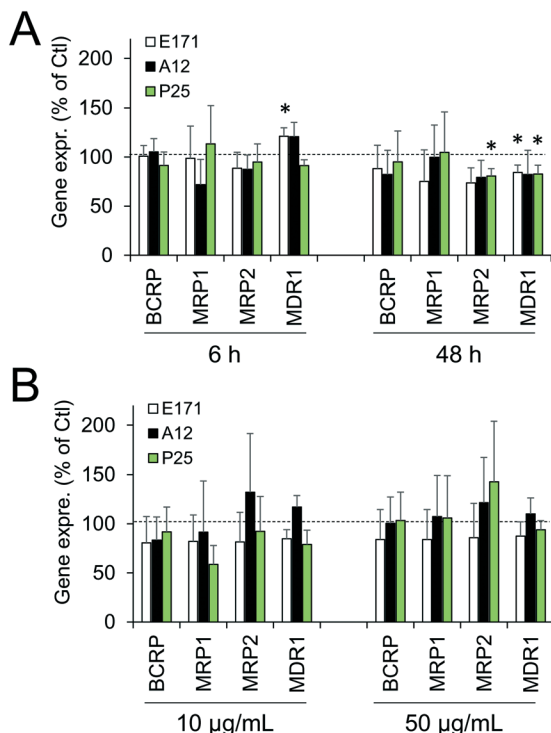 A
Gene expr. (% of Ctl)
200
150
100
50
0
E171
A12
P25
*
*
* *
BCRP
MRP1
MRP2
MDR1
BCRP
MRP1
MRP2
MDR1
6 h
48 h
B
Gene expre. (% of Ctl)
200
150
100
50
0
E171
A12
P25
BCRP
MRP1
MRP2
MDR1
BCRP
MRP1
MRP2
MDR1
10 µg/mL
50 µg/mL